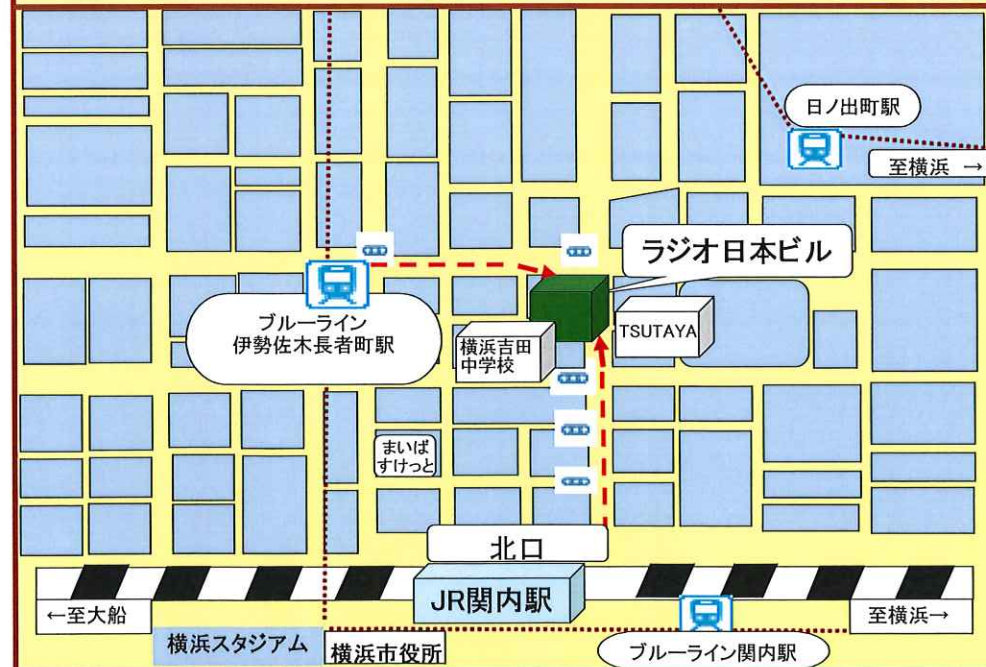 日ノ出町駅
至横浜 →
ラジオ日本ビル
ブルーライン
伊勢佐木長者町駅
横浜吉田
中学校
TSUTAYA
まいば
すけっと
北口
JR関内駅
←至大船
至横浜→
横浜スタジアム
横浜市役所
ブルーライン関内駅